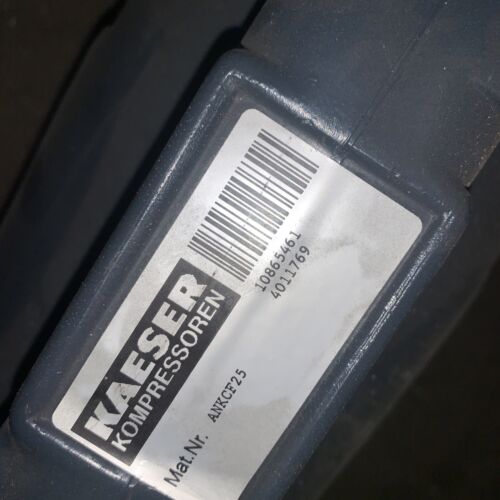 10865461
4011769
KAESER
KOMPRESSOREN
Mat.Nr. ANKCF25